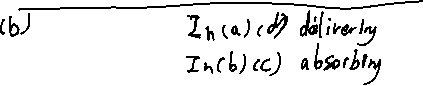 (b) In (a) (d) delivering
In (b) (c) absorbing